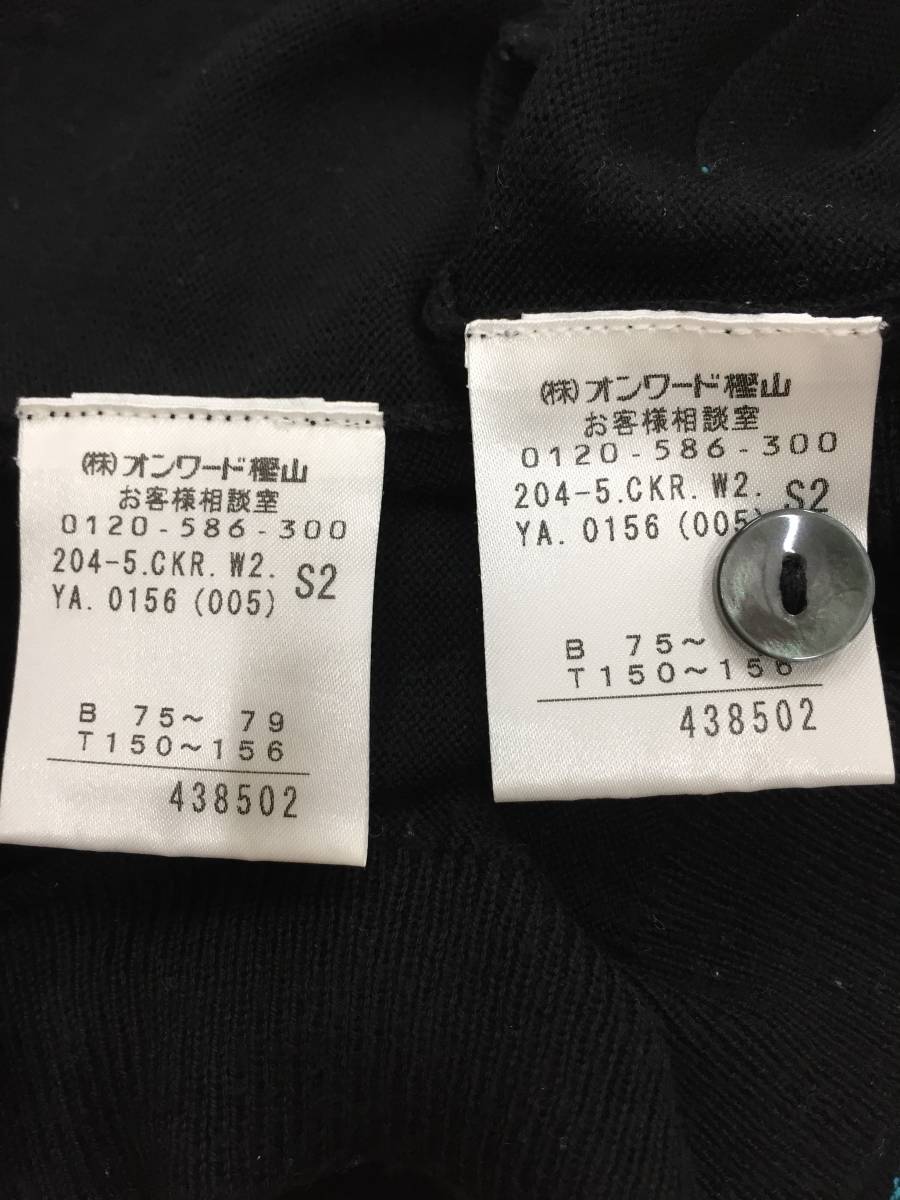 (株)オンワード樫山
お客様相談室
0120-586-300
204-5.CKR.W2.
YA.0156(005) S2
B 75～ 79
T150～156
438502
(株)オンワード樫山
お客様相談室
0120-586-300
204-5.CKR.W2. S2
YA.0156(005)
B 75～
T150～156
438502